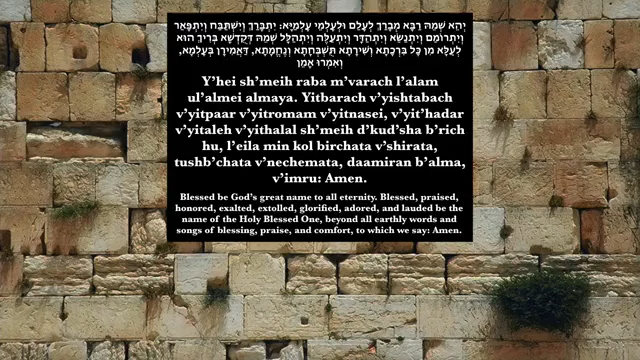 יְהֵא שְׁמֵהּ רַבָּא מְבָרַךְ לְעָלַם וּלְעָלְמֵי עָלְמַיָּא: יִתְבָּרַךְ וְיִשְׁתַּבַּח וְיִתְפָּאַר
וְיִתְרוֹמַם וְיִתְנַשֵּׂא וְיִתְהַדָּר וְיִתְעַלֶּה וְיִתְהַלָּל שְׁמֵהּ דְּקֻדְשָׁא בְּרִיךְ הוּא
לְעֵלָּא מִן כָּל בִּרְכָתָא וְשִׁירָתָא תֻּשְׁבְּחָתָא וְנֶחֱמָתָא, דַּאֲמִירָן בְּעָלְמָא,
וְאִמְרוּ אָמֵן
Y’hei sh’meih raba m’varach l’alam
ul’almei almaya. Yitbarach v’yishtabach
v’yitpaar v’yitromam v’yitnasei, v’yit’hadar
v’yitaleh v’yithalal sh’meih d’kud’sha b’rich
hu, l’eila min kol birchata v’shirata,
tushb’chata v’nechemata, daamiran b’alma,
v’imru: Amen.
Blessed be God’s great name to all eternity. Blessed, praised,
honored, exalted, extolled, glorified, adored, and lauded be the
name of the Holy Blessed One, beyond all earthly words and
songs of blessing, praise, and comfort, to which we say: Amen.